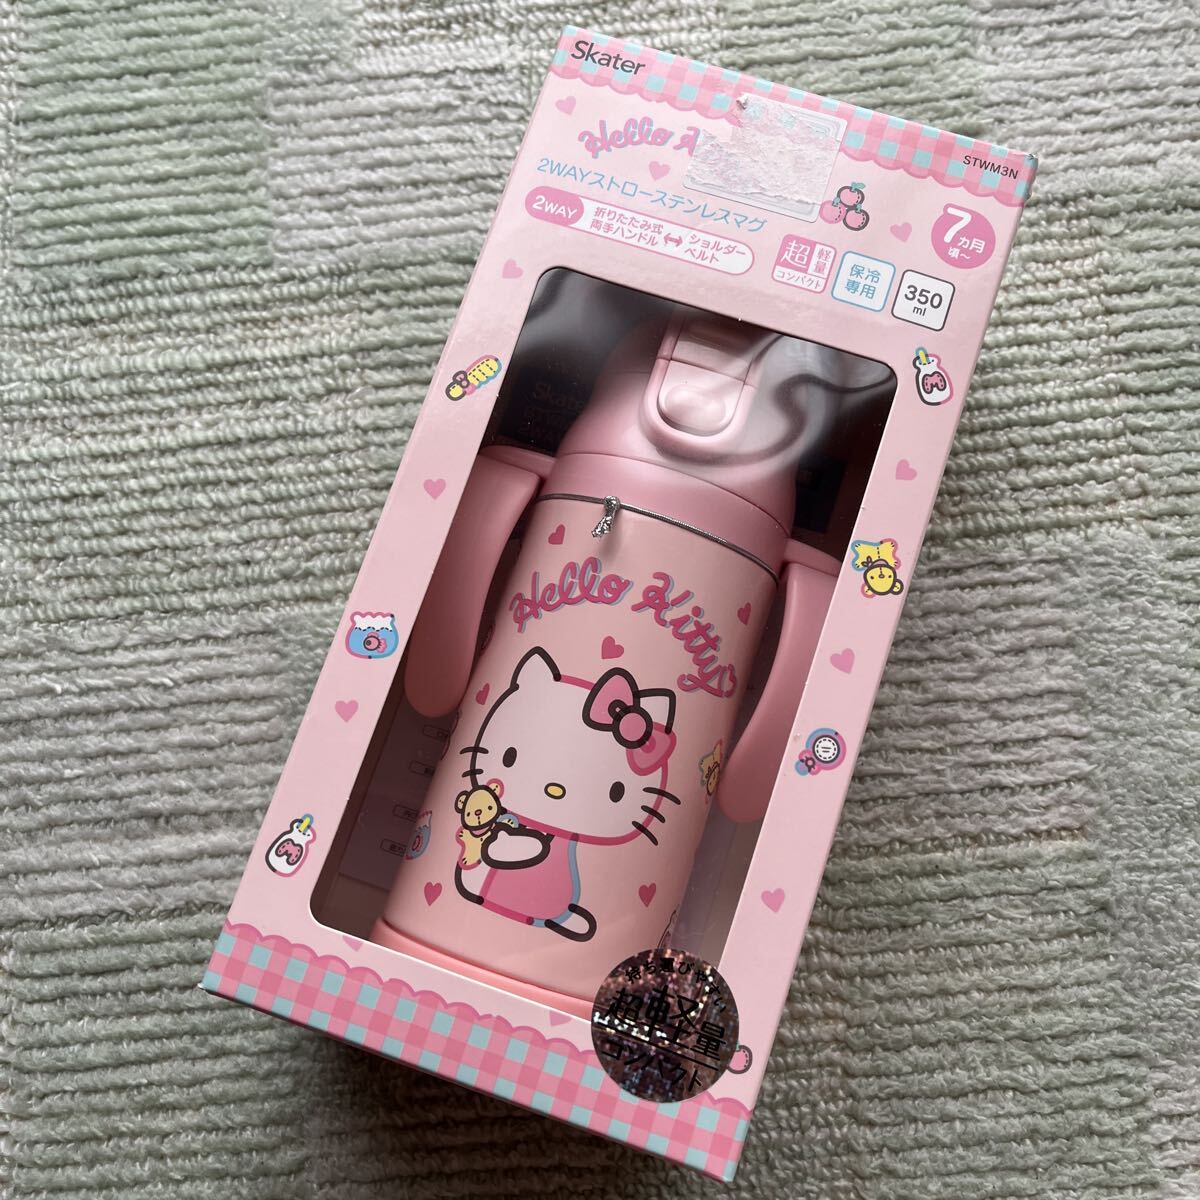 Skater
STWM3N
Hello
2WAYストローステンレスマグ
2WAY
折りたたみ式
両手ハンドル ⟷ ショルダー
ベルト
超軽量
コンパクト
保冷
専用
350
ml
7ヵ月
頃~
Hello Kitty
超軽量
コンパクト